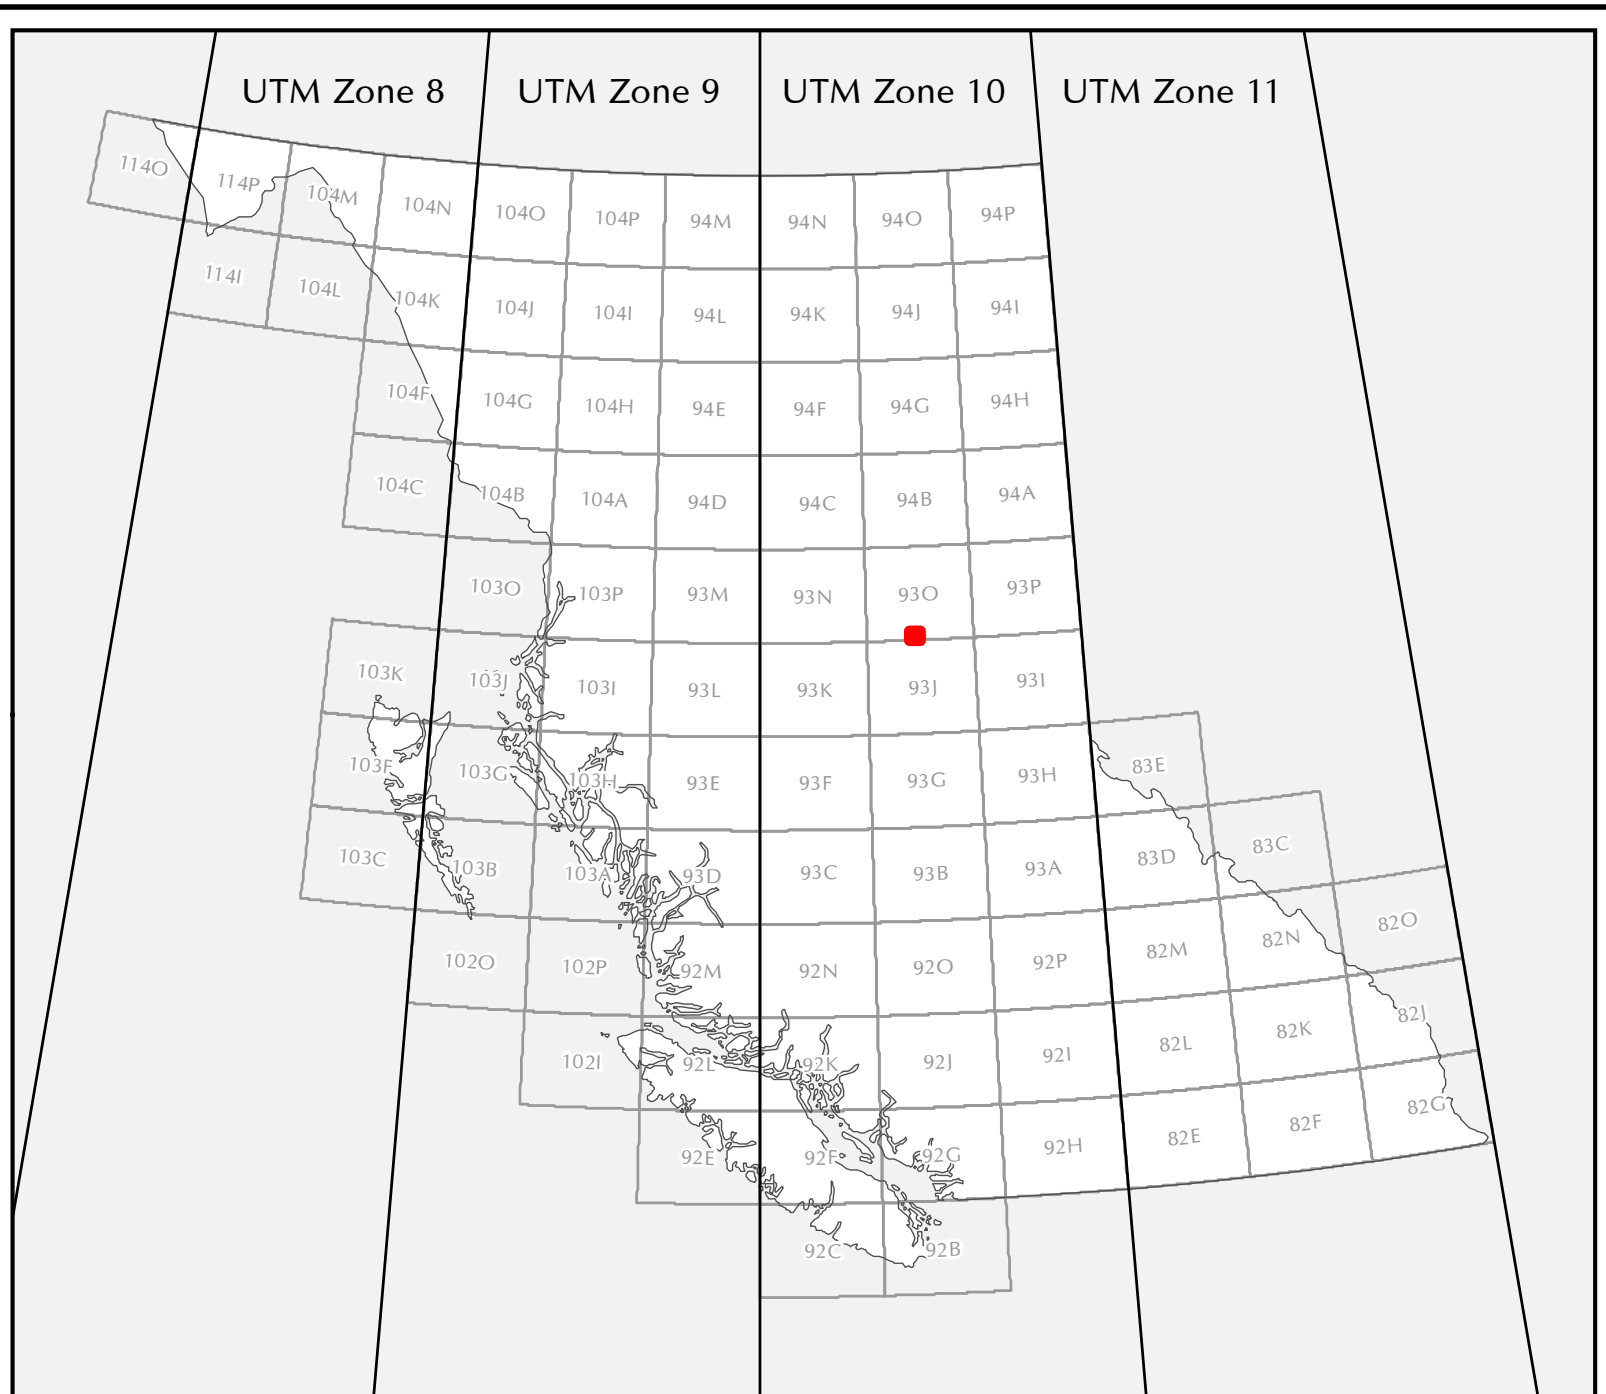 UTM Zone 8 UTM Zone 9 UTM Zone 10 UTM Zone 11
114O 114P 104M 104N 104O 104P 94M 94N 94O 94P
114I 104L 104K 104J 104I 94L 94K 94J 94I
104F 104G 104H 94E 94F 94G 94H
104C 104B 104A 94D 94C 94B 94A
103O 103P 93M 93N 93O 93P
103K 103J 103I 93L 93K 93J 93I
103F 103G 103H 93E 93F 93G 93H 83E
103C 103B 103A 93D 93C 93B 93A 83D 83C
102O 102P 92M 92N 92O 92P 82M 82N 82O
102I 92L 92K 92J 92I 82L 82K 82J
92E 92F 92G 92H 82E 82F 82G
92C 92B